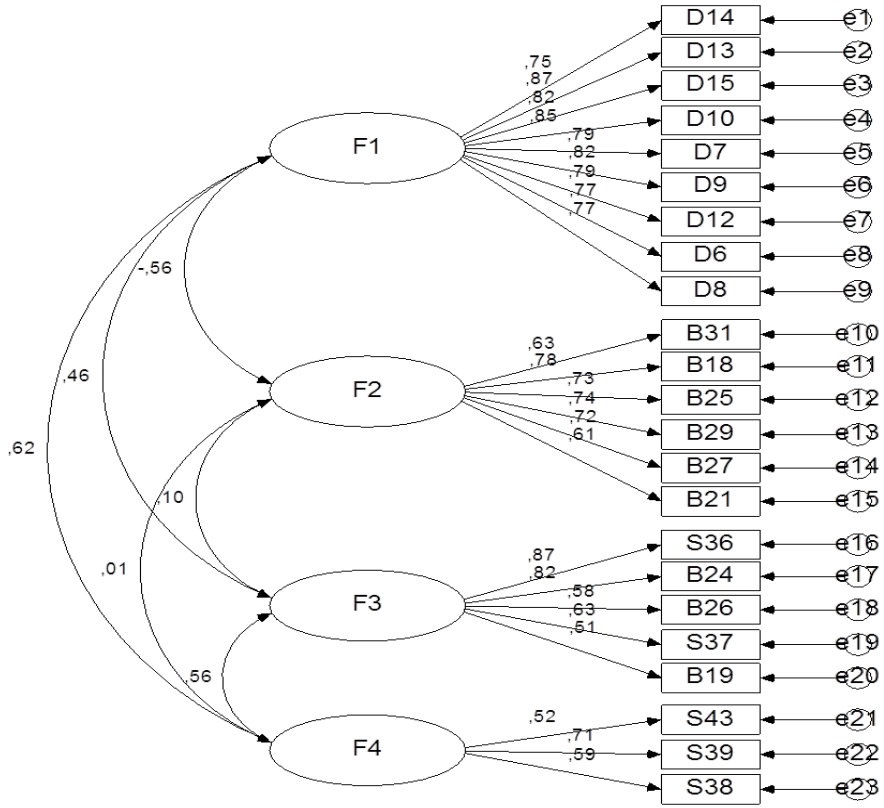 D14 e1
D13 e2
,75
,87
D15 e3
,82
,85
D10 e4
,79
F1
D7 e5
,82
,79
D9 e6
,77
,77
D12 e7
D6 e8
-,56
D8 e9
B31 e10
,63
,78
B18 e11
,46
,73
F2
,74
B25 e12
,72
,61
B29 e13
,62
B27 e14
,10
B21 e15
S36 e16
,87
,82
,01
B24 e17
,58
F3
,63
B26 e18
,51
S37 e19
,56
B19 e20
,52
S43 e21
,71
F4
,59
S39 e22
S38 e23